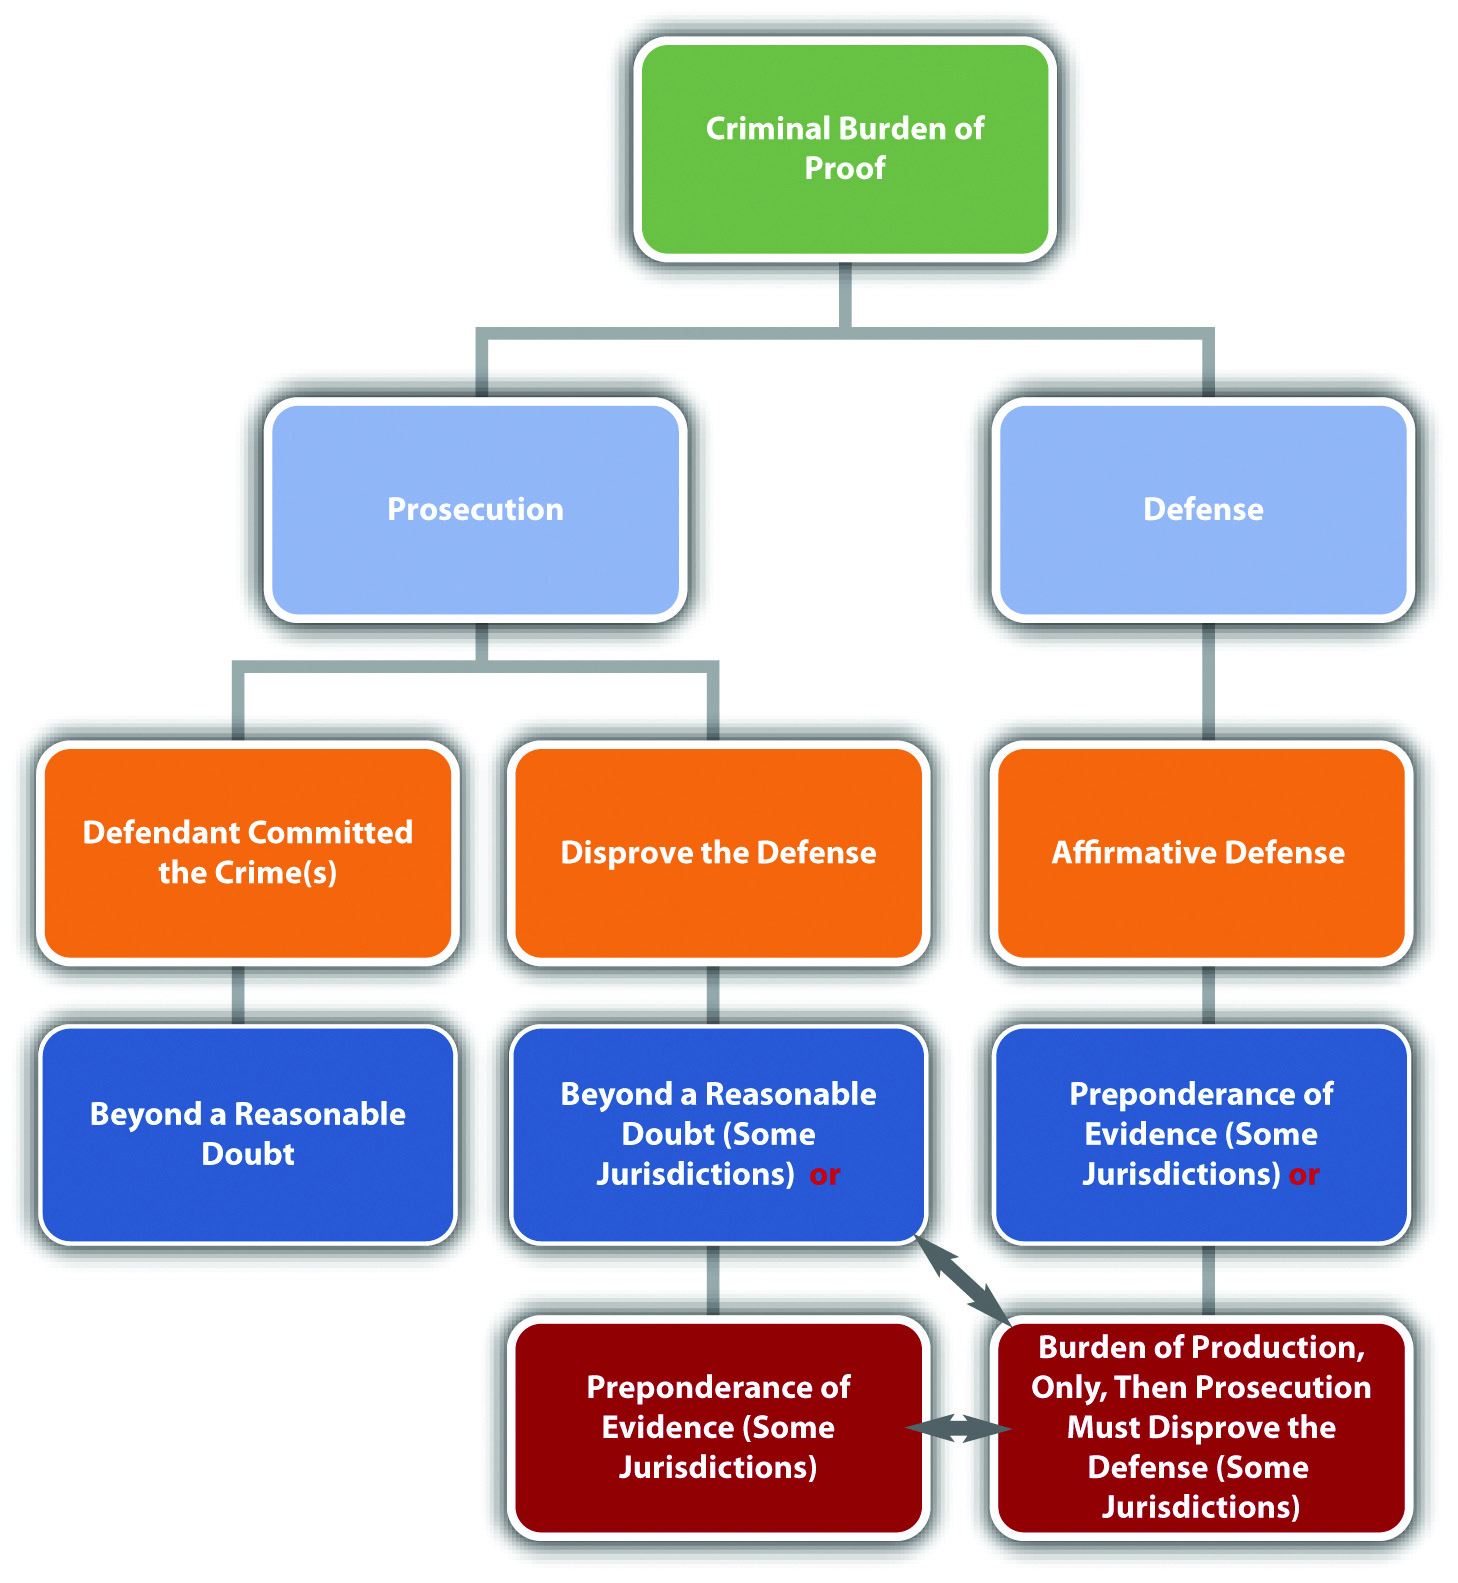 Criminal Burden of
Proof
Prosecution
Defense
Defendant Committed
the Crime(s)
Disprove the Defense
Affirmative Defense
Beyond a Reasonable
Doubt
Beyond a Reasonable
Doubt (Some
Jurisdictions) or
Preponderance of
Evidence (Some
Jurisdictions) or
Preponderance of
Evidence (Some
Jurisdictions)
Burden of Production,
Only, Then Prosecution
Must Disprove the
Defense (Some
Jurisdictions)